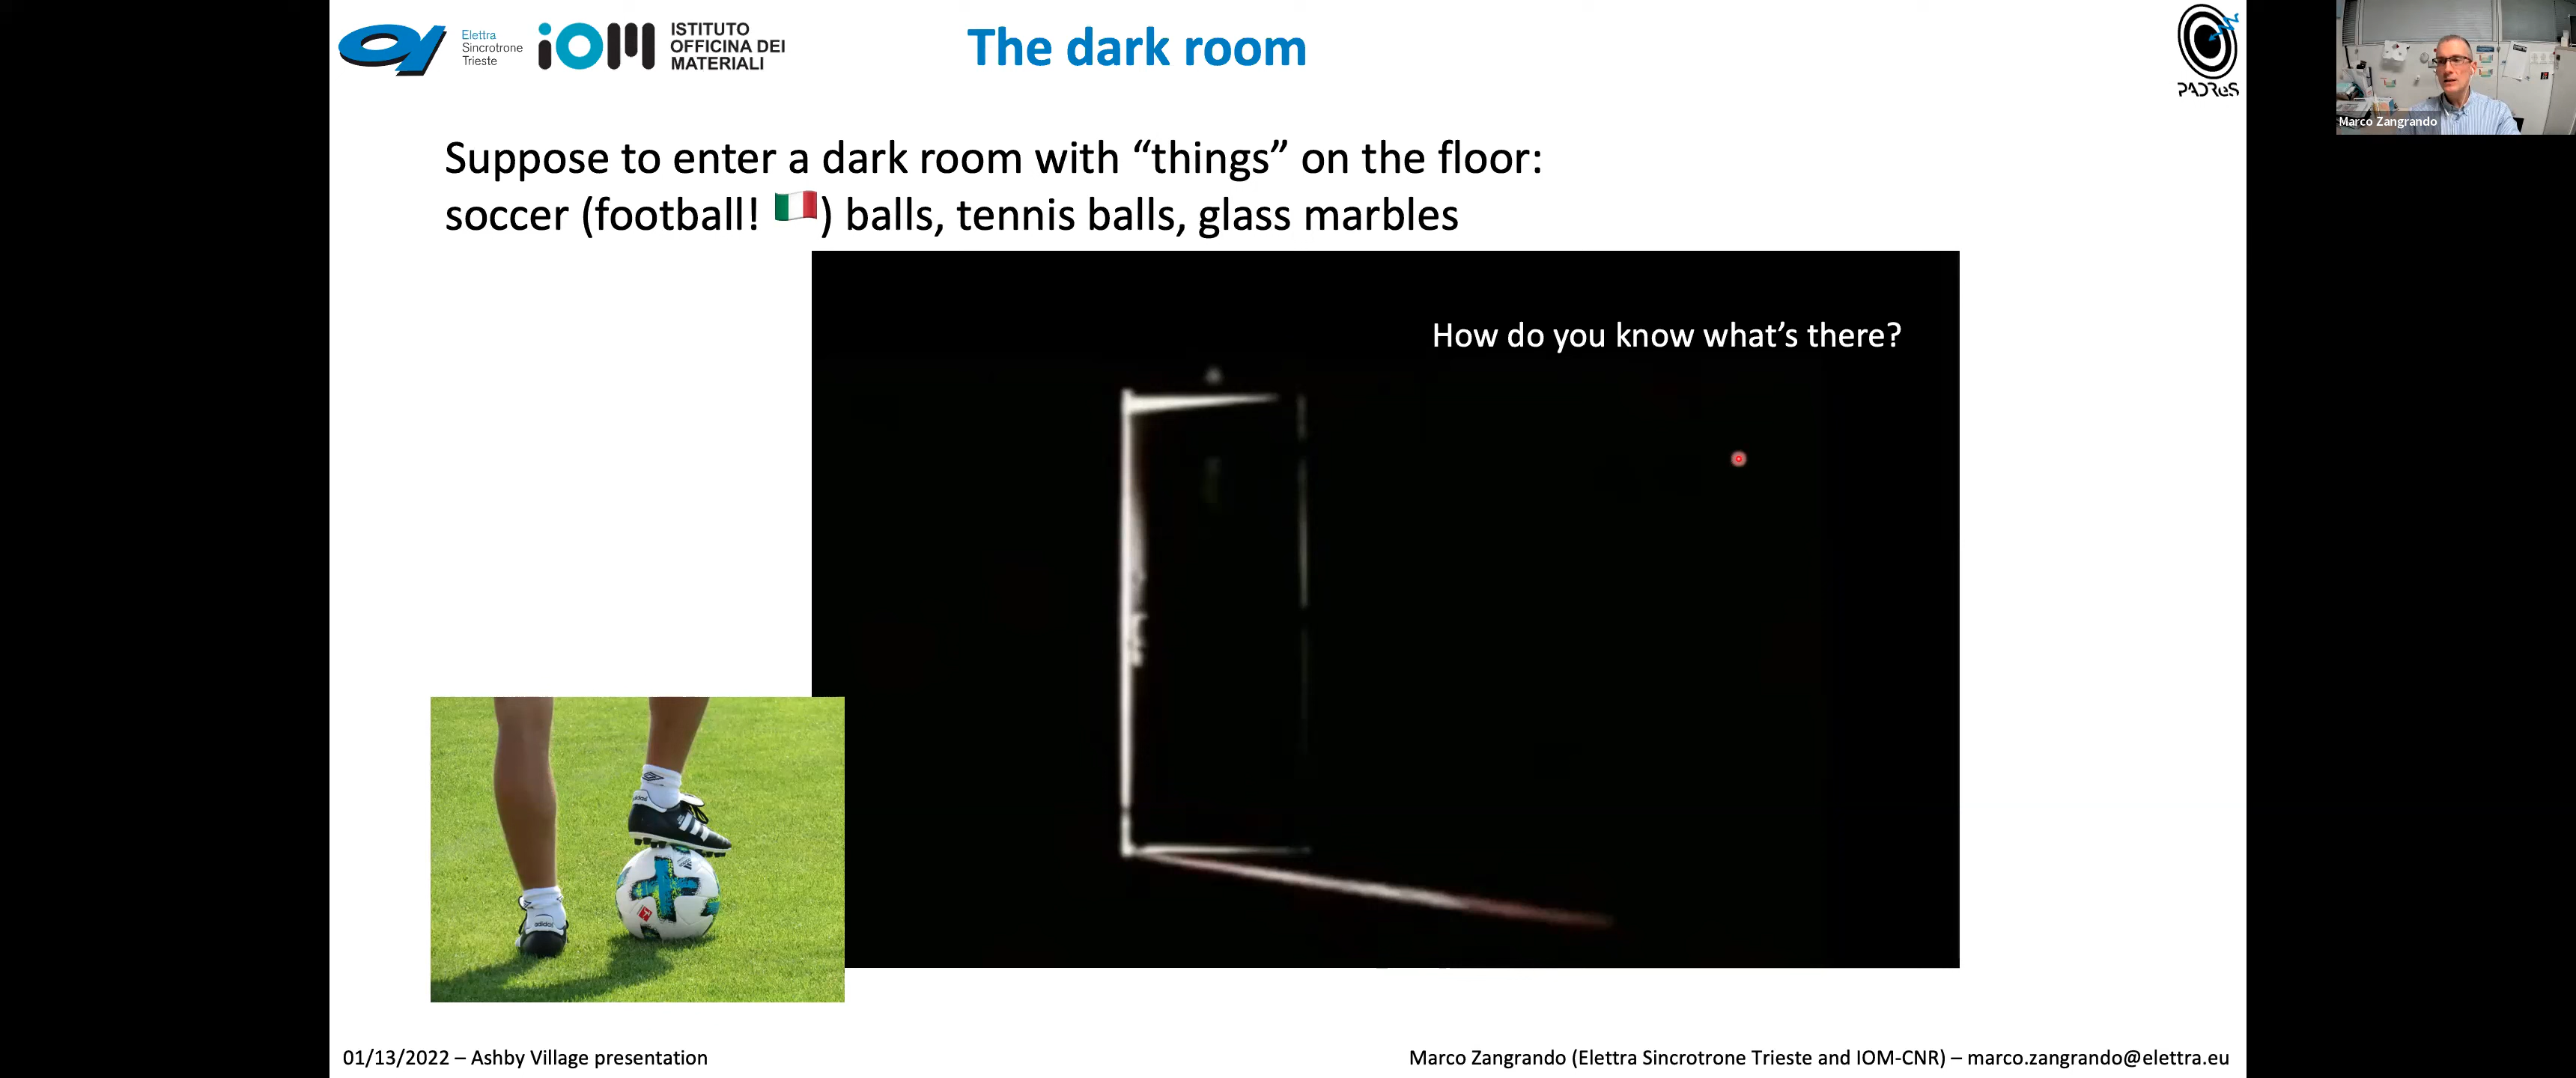 Elettra
Sincrotrone
Trieste
iOM
ISTITUTO
OFFICINA DEI
MATERIALI
The dark room
PADReS
Marco Zangrando
Suppose to enter a dark room with “things” on the floor:
soccer (football! 🇮🇹) balls, tennis balls, glass marbles
How do you know what’s there?
adidas
01/13/2022 – Ashby Village presentation
Marco Zangrando (Elettra Sincrotrone Trieste and IOM-CNR) – marco.zangrando@elettra.eu